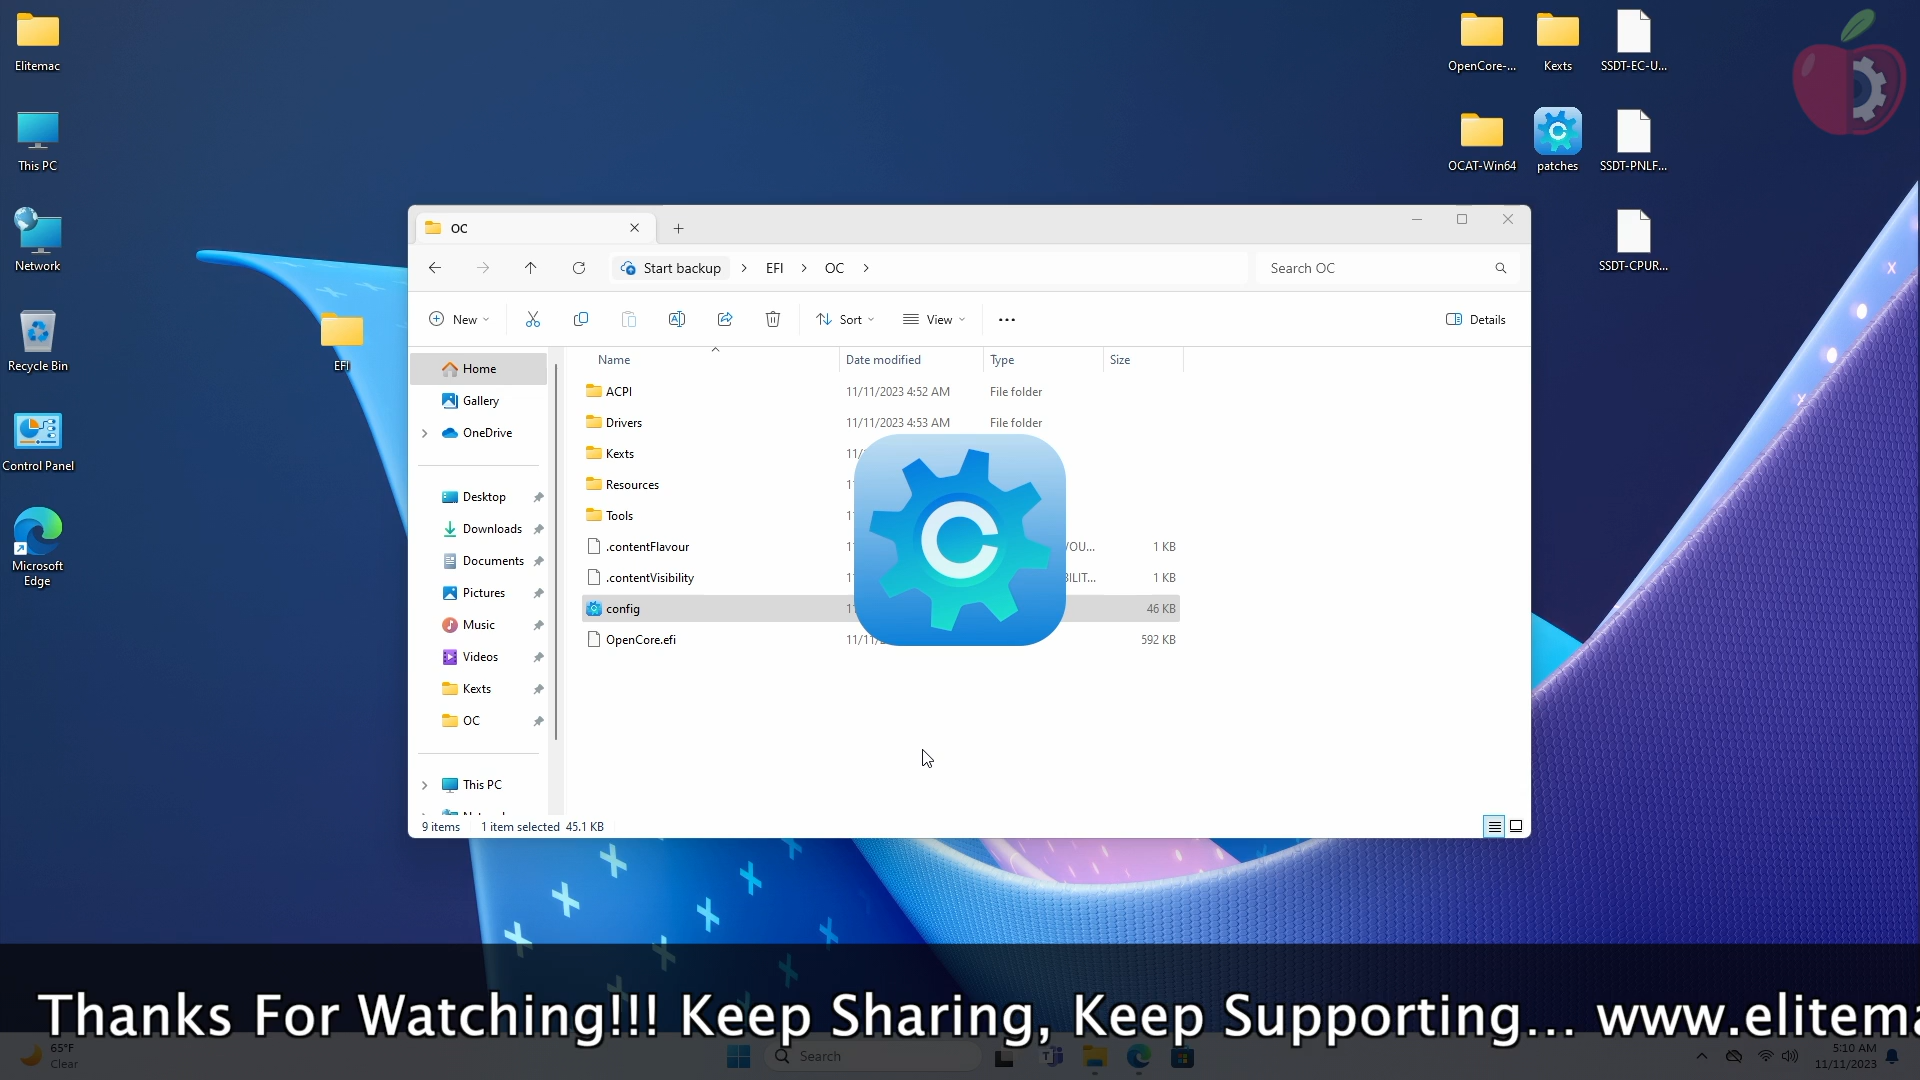 Elitemac
This PC
Network
Recycle Bin
Control Panel
Microsoft
Edge
EFI
OpenCore-...
Kexts
SSDT-EC-U...
OCAT-Win64
patches
SSDT-PNLF...
SSDT-CPUR...
OC
Start backup
EFI
OC
Search OC
New
Sort
View
Details
Home
Gallery
OneDrive
Desktop
Downloads
Documents
Pictures
Music
Videos
Kexts
OC
This PC
Name Date modified Type Size
ACPI 11/11/2023 4:52 AM File folder
Drivers 11/11/2023 4:53 AM File folder
Kexts
Resources
Tools
.contentFlavour 1 KB
.contentVisibility 1 KB
config 46 KB
OpenCore.efi 592 KB
9 items 1 item selected 45.1 KB
Thanks For Watching!!! Keep Sharing, Keep Supporting... www.elitema
65°F
Clear
Search
5:10 AM
11/11/2023